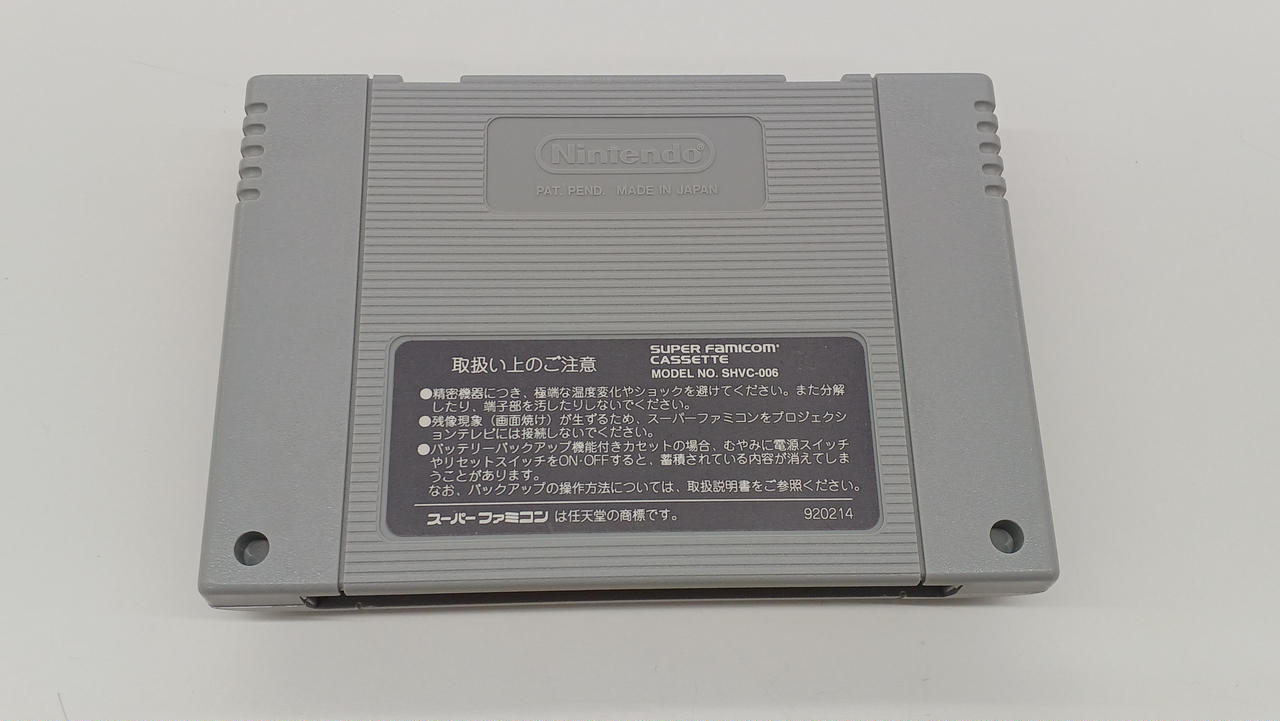 Nintendo®
PAT. PEND. MADE IN JAPAN
取扱い上のご注意
SUPER FAMICOM
CASSETTE
MODEL NO. SHVC-006
●精密機器につき、極端な温度変化やショックを避けてください。また分解
したり、端子部を汚したりしないでください。
●残像現象（画面焼け）が生ずるため、スーパーファミコンをプロジェクシ
ョンテレビには接続しないでください。
●バッテリーバックアップ機能付きカセットの場合、むやみに電源スイッチ
やリセットスイッチをON・OFFすると、蓄積されている内容が消えてしま
うことがあります。
なお、バックアップの操作方法については、取扱説明書をご参照ください。
スーパーファミコン は任天堂の商標です。
920214